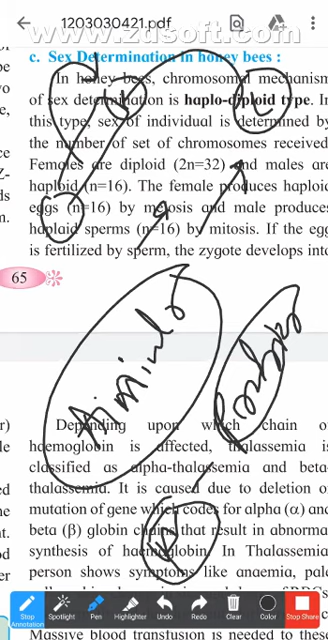 1203030421.pdf
www.zdsoft.com
c. Sex Determination in honey bees :
In honey bees, chromosomal mechanism
of sex determination is haplo-diploid type. In
this type, sex of individual is determined by
the number of set of chromosomes received.
Females are diploid (2n=32) and males are
haploid (n=16). The female produces haploid
eggs (n=16) by meiosis and male produces
haplaid sperms (n=16) by mitosis. If the egg
is fertilized by sperm, the zygote develops into
65
Depending upon which chain of
haemoglobin is affected, thalassemia is
classified as alpha-thalassemia and beta-
thalassemia. It is caused due to deletion or
mutation of gene which codes for alpha (α) and
beta (β) globin chains that result in abnormal
synthesis of haemoglobin. In Thalassemia
person shows symptoms like anaemia, pale
Stop Annotation
Spotlight
Pen
Highlighter
Undo
Redo
Clear
Color
Stop Share
Massive blood transfusion is needed to these